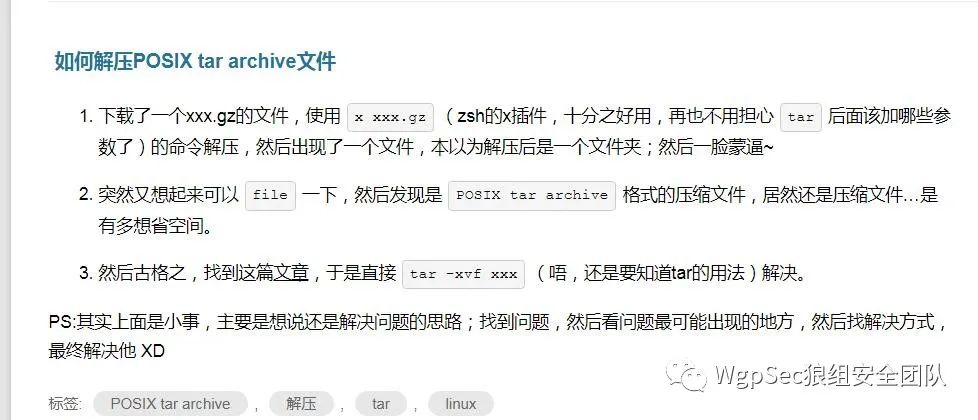 如何解压POSIX tar archive文件
1. 下载了一个xxx.gz的文件，使用 x xxx.gz （zsh的x插件，十分之好用，再也不用担心 tar 后面该加哪些参
数了）的命令解压，然后出现了一个文件，本以为解压后是一个文件夹；然后一脸蒙逼~
2. 突然又想起来可以 file 一下，然后发现是 POSIX tar archive 格式的压缩文件，居然还是压缩文件...是
有多想省空间。
3. 然后古格之，找到这篇文章，于是直接 tar -xvf xxx （唔，还是要知道tar的用法）解决。
PS:其实上面是小事，主要是想说还是解决问题的思路；找到问题，然后看问题最可能出现的地方，然后找解决方式，
最终解决他 XD
WgpSec狼组安全团队
标签: POSIX tar archive , 解压 , tar , linux